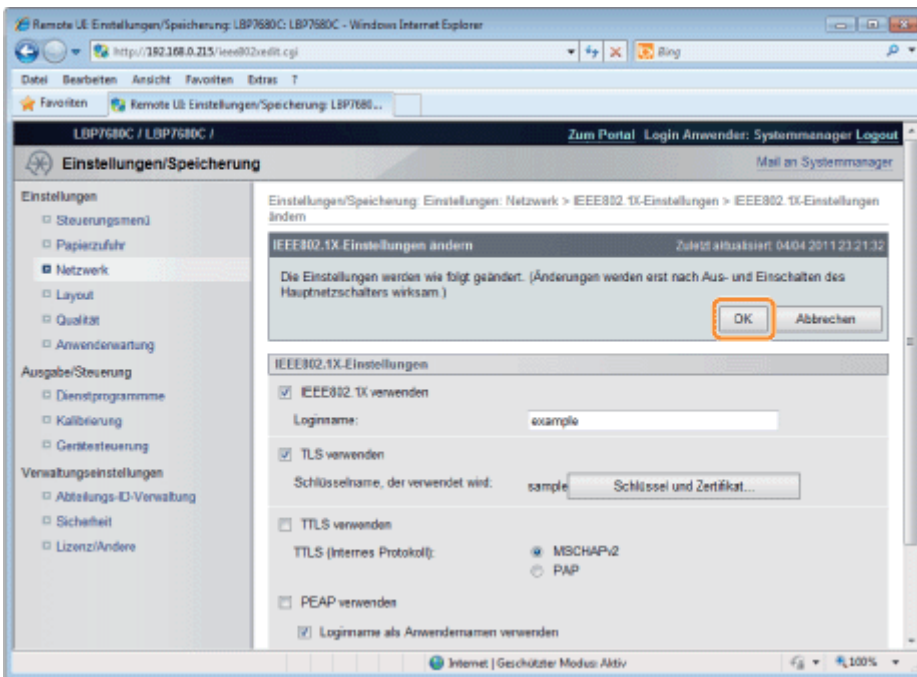 Remote UI: Einstellungen/Speicherung: LBP7680C: LBP7680C - Windows Internet Explorer
http://192.168.0.215/ieee802xedit.cgi
Bing
Datei Bearbeiten Ansicht Favoriten Extras ?
Favoriten
Remote UI: Einstellungen/Speicherung: LBP7680...
LBP7680C / LBP7680C /
Zum Portal Login Anwender: Systemmanager Logout
Einstellungen/Speicherung
Mail an Systemmanager
Einstellungen
Steuerungsmenü
Papierzufuhr
Netzwerk
Layout
Qualität
Anwenderwartung
Ausgabe/Steuerung
Dienstprogrammme
Kalibrierung
Gerätesteuerung
Verwaltungseinstellungen
Abteilungs-ID-Verwaltung
Sicherheit
Lizenz/Andere
Einstellungen/Speicherung: Einstellungen: Netzwerk > IEEE802.1X-Einstellungen > IEEE802.1X-Einstellungen
ändern
IEEE802.1X-Einstellungen ändern
Zuletzt aktualisiert: 04/04 2011 23:21:32
Die Einstellungen werden wie folgt geändert. (Änderungen werden erst nach Aus- und Einschalten des
Hauptnetzschalters wirksam.)
OK
Abbrechen
IEEE802.1X-Einstellungen
IEEE802.1X verwenden
Loginname:
example
TLS verwenden
Schlüsselname, der verwendet wird:
sample
Schlüssel und Zertifikat...
TTLS verwenden
TTLS (Internes Protokoll):
MSCHAPv2
PAP
PEAP verwenden
Loginname als Anwendernamen verwenden
Internet | Geschützter Modus: Aktiv
100%